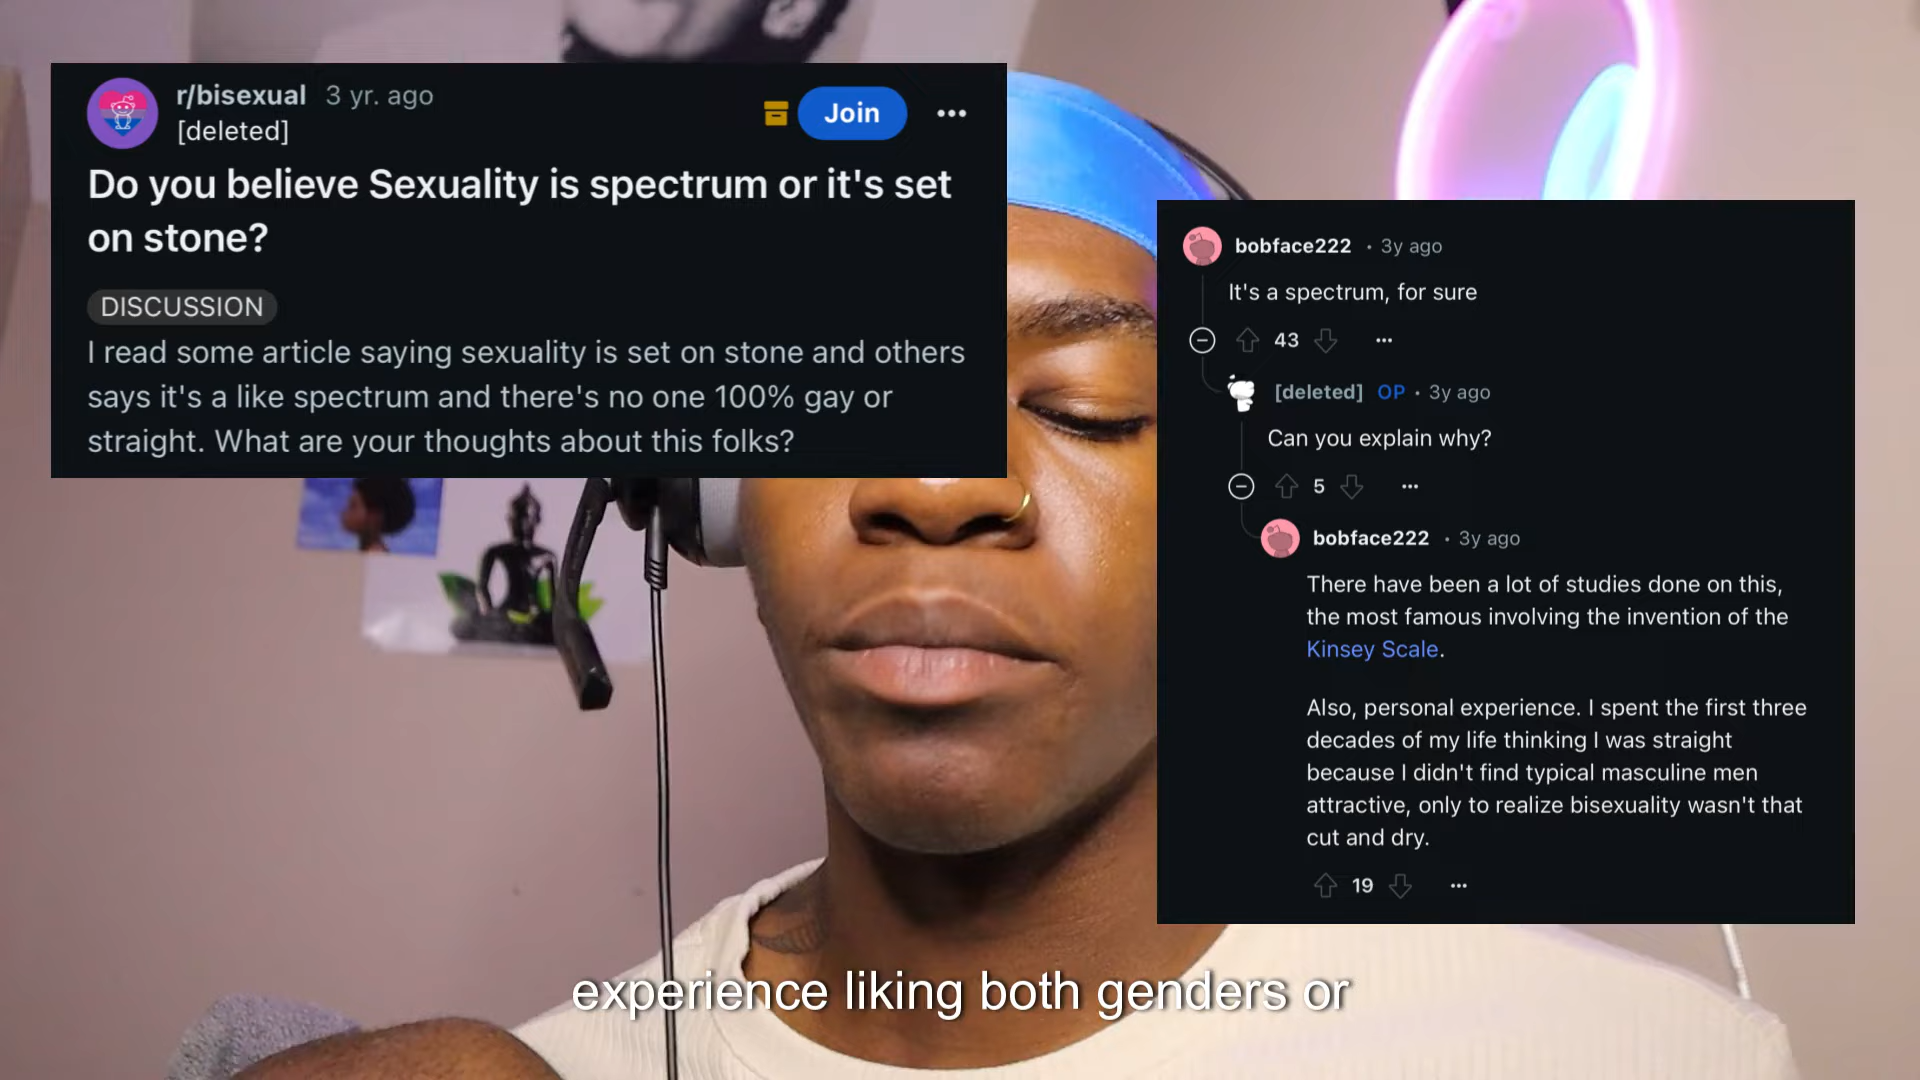 r/bisexual 3 yr. ago
[deleted]
Join
Do you believe Sexuality is spectrum or it's set
on stone?
DISCUSSION
I read some article saying sexuality is set on stone and others
says it's a like spectrum and there's no one 100% gay or
straight. What are your thoughts about this folks?
bobface222 • 3y ago
It's a spectrum, for sure
43
[deleted] OP • 3y ago
Can you explain why?
5
bobface222 • 3y ago
There have been a lot of studies done on this,
the most famous involving the invention of the
Kinsey Scale.
Also, personal experience. I spent the first three
decades of my life thinking I was straight
because I didn't find typical masculine men
attractive, only to realize bisexuality wasn't that
cut and dry.
19
experience liking both genders or